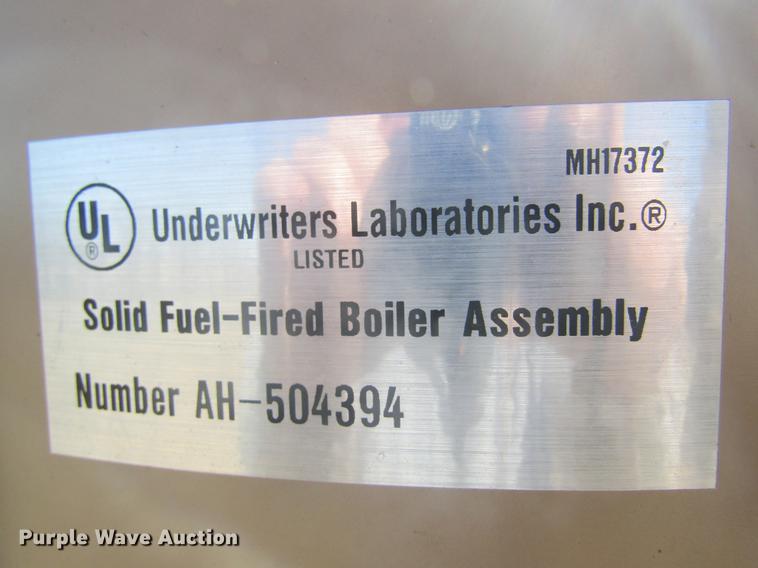 MH17372
UL®
Underwriters Laboratories Inc.®
LISTED
Solid Fuel-Fired Boiler Assembly
Number AH-504394
Purple Wave Auction